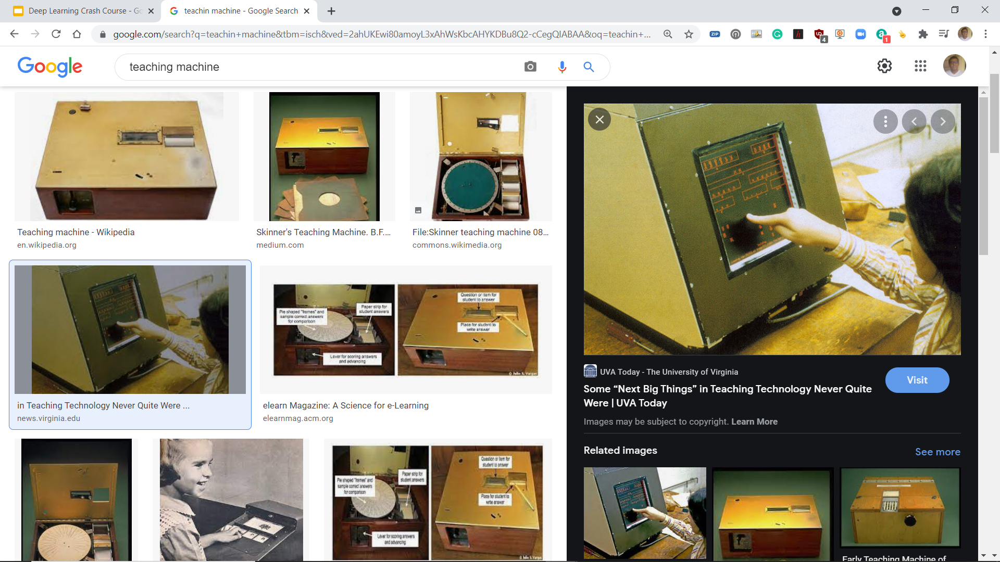 Deep Learning Crash Course - Go
teachin machine - Google Search
google.com/search?q=teachin+machine&tbm=isch&ved=2ahUKEwi80amoyL3xAhWsKbcAHYKDBu8Q2-cCegQIABAA&oq=teachin+...
ZIP
4
1
Google
teaching machine
Teaching machine - Wikipedia
en.wikipedia.org
Skinner's Teaching Machine. B.F....
medium.com
File:Skinner teaching machine 08...
commons.wikimedia.org
in Teaching Technology Never Quite Were ...
news.virginia.edu
Pie shaped "frames" and
sample correct answers
for comparison
Paper strip for
student answers
Lever for scoring answers
and advancing
Question or item for
student to answer
Place for student to
write answer
© Julie S. Vargas
elearn Magazine: A Science for e-Learning
elearnmag.acm.org
Pie shaped "frames" and
sample correct answers
for comparison
Paper strip for
student answers
Lever for scoring answers
and advancing
Question or item for
student to answer
Place for student to
write answer
© Julie S. Vargas
UVA Today - The University of Virginia
Visit
Some “Next Big Things” in Teaching Technology Never Quite
Were | UVA Today
Images may be subject to copyright. Learn More
Related images
See more
Early Teaching Machine of